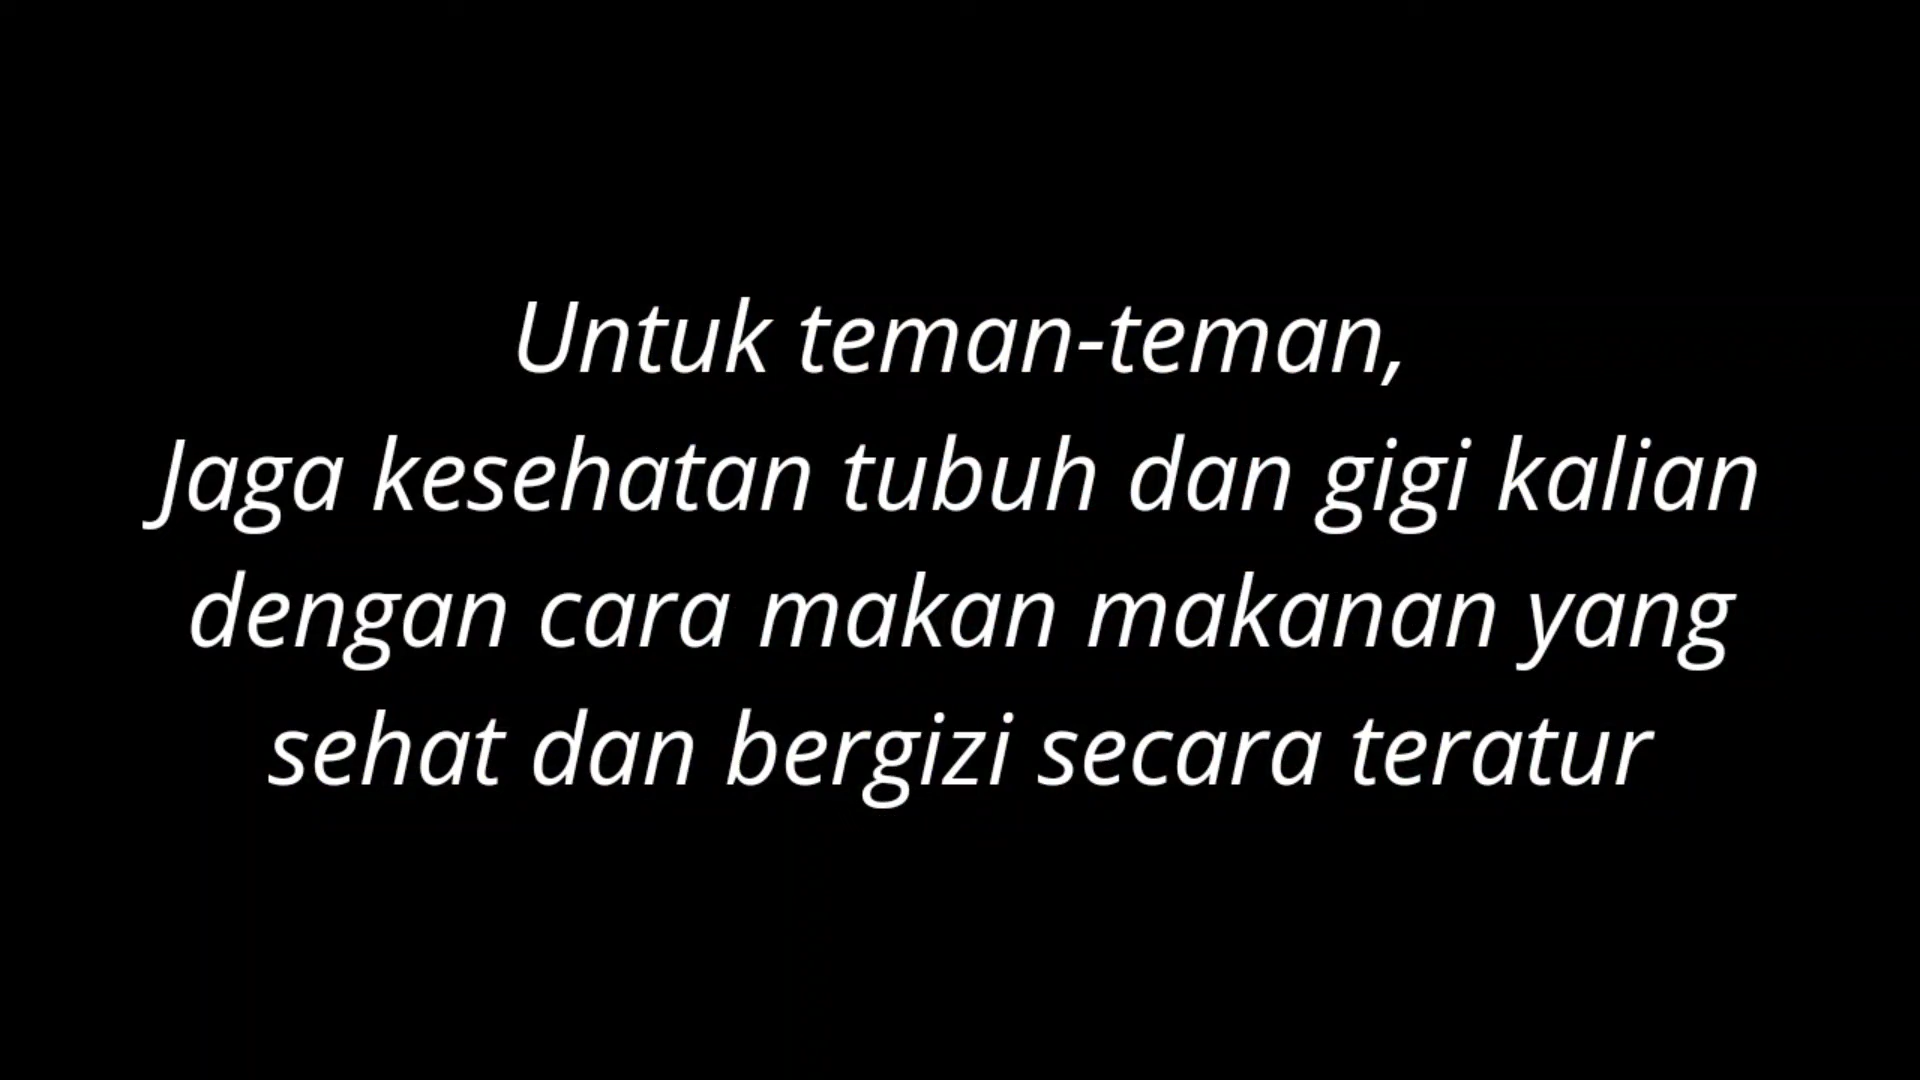 Untuk teman-teman,
Jaga kesehatan tubuh dan gigi kalian
dengan cara makan makanan yang
sehat dan bergizi secara teratur